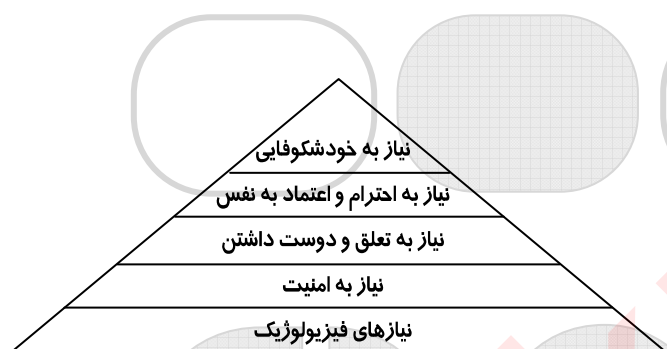 نیاز به خودشکوفایی
نیاز به احترام و اعتماد به نفس
نیاز به تعلق و دوست داشتن
نیاز به امنیت
نیازهای فیزیولوژیک